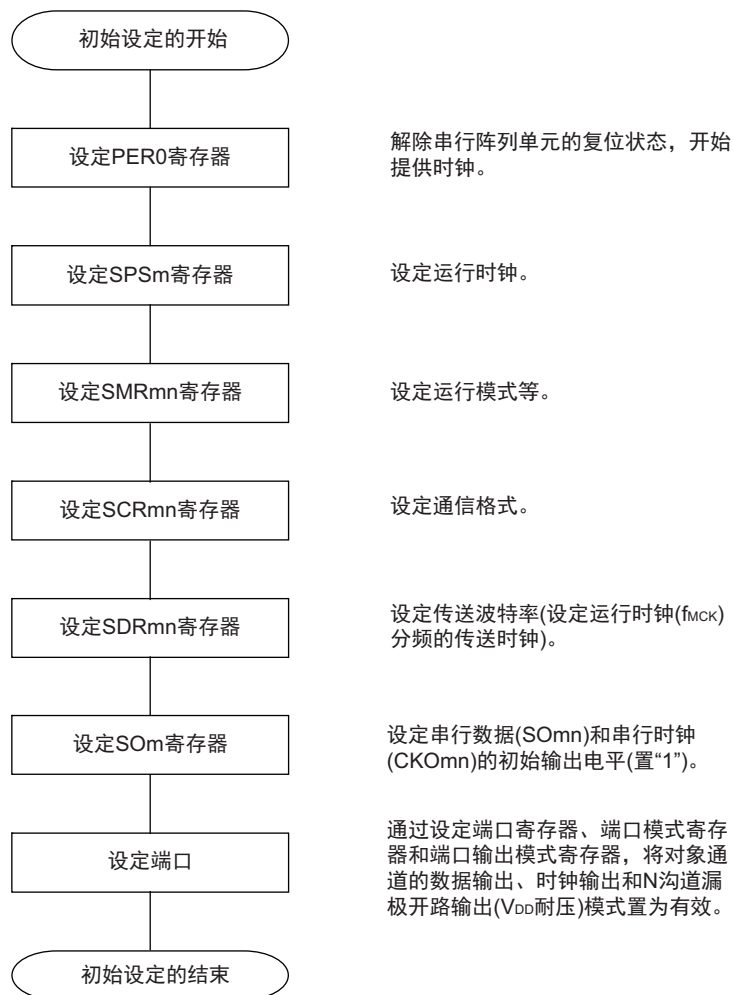 初始设定的开始
设定PER0寄存器
解除串行阵列单元的复位状态，开始
提供时钟。
设定SPSm寄存器
设定运行时钟。
设定SMRmn寄存器
设定运行模式等。
设定SCRmn寄存器
设定通信格式。
设定SDRmn寄存器
设定传送波特率(设定运行时钟(fMCK)
分频的传送时钟)。
设定SOm寄存器
设定串行数据(SOmn)和串行时钟
(CKOmn)的初始输出电平(置“1”)。
设定端口
通过设定端口寄存器、端口模式寄存
器和端口输出模式寄存器，将对象通
道的数据输出、时钟输出和N沟道漏
极开路输出(VDD耐压)模式置为有效。
初始设定的结束